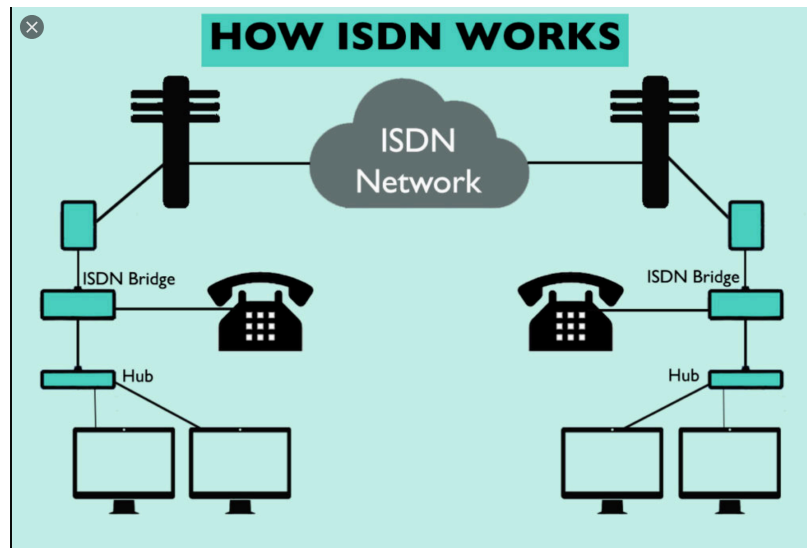 HOW ISDN WORKS
ISDN
Network
ISDN Bridge
ISDN Bridge
Hub
Hub